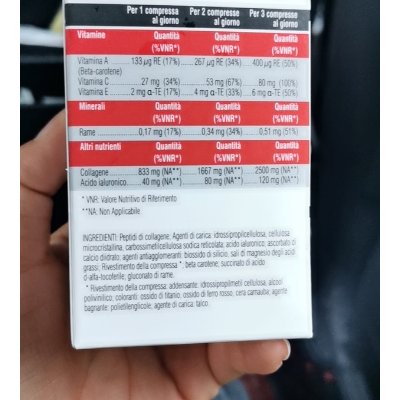 Per 1 compresse al giorno Per 2 compresse al giorno Per 3 compresse al giorno
Vitamine Quantità (%VNR*) Quantità (%VNR*) Quantità (%VNR*)
Vitamina A (Beta-carotene) 133 µg RE (17%) 267 µg RE (34%) 400 µg RE (50%)
Vitamina C 27 mg (34%) 53 mg (67%) 80 mg (100%)
Vitamina E 2 mg α-TE (17%) 4 mg α-TE (33%) 6 mg α-TE (50%)
Minerali Quantità (%VNR*) Quantità (%VNR*) Quantità (%VNR*)
Rame 0,17 mg (17%) 0,34 mg (34%) 0,51 mg (51%)
Altri nutrienti Quantità (%VNR*) Quantità (%VNR*) Quantità (%VNR*)
Collagene 833 mg (NA**) 1667 mg (NA**) 2500 mg (NA**)
Acido ialuronico 40 mg (NA**) 80 mg (NA**) 120 mg (NA**)
* VNR: Valore Nutritivo di Riferimento
**NA: Non Applicabile
INGREDIENTI: Peptidi di collagene; Agenti di carica: idrossipropilcellulosa, cellulosa
microcristallina, carbossimetilcellulosa sodica reticolata; acido ialuronico; ascorbato di
calcio diidrato; agenti antiagglomeranti: biossido di silicio, sali di magnesio degli acidi
grassi; Rivestimento della compressa *; beta carotene; succinato di acido
d-alfa-tocoferile; gluconato di rame.
* Rivestimento della compressa: addensante: idrossipropilmetil cellulosa, alcool
polivinilico; coloranti: ossido di titanio, ossido di ferro rosso, cera carnauba; agente
bagnante: polietilenglicole; agente di carica: talco.